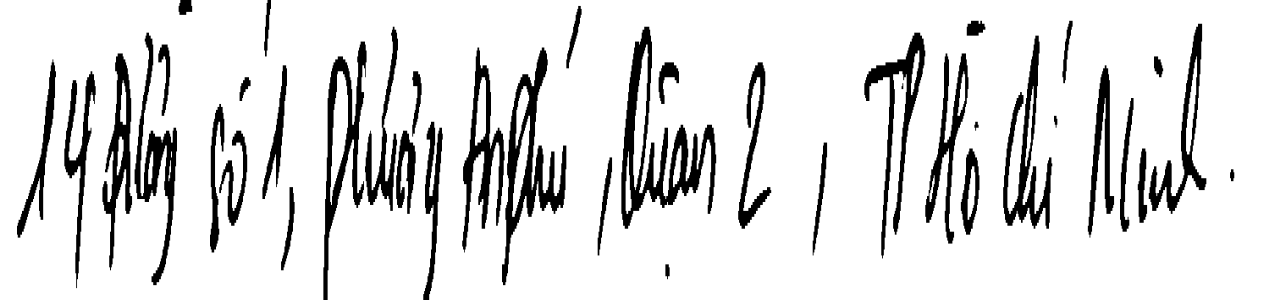 14 Đường số 1, Phường An Phú, Quận 2, TP Hồ Chí Minh.